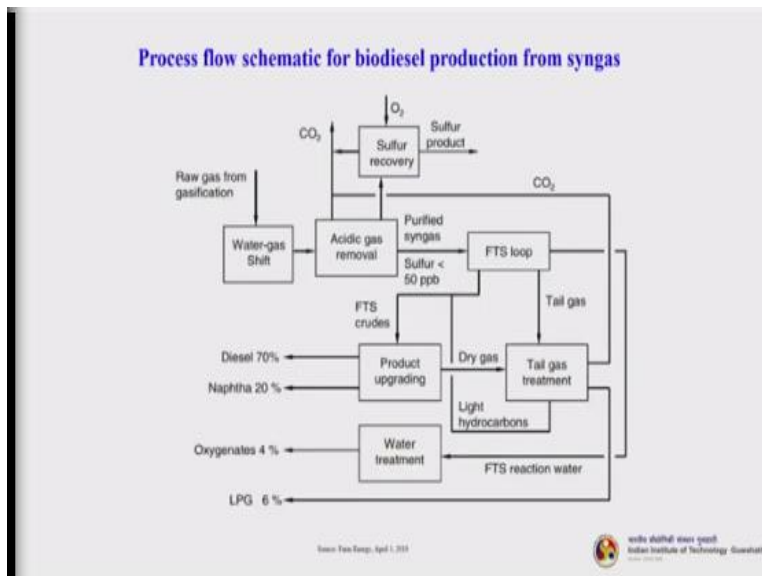 Process flow schematic for biodiesel production from syngas
O₂
CO₂
Sulfur
recovery
Sulfur
product
Raw gas from
gasification
CO₂
Water-gas
Shift
Acidic gas
removal
Purified
syngas
Sulfur <
50 ppb
FTS loop
FTS
crudes
Tail gas
Diesel 70%
Naphtha 20 %
Product
upgrading
Dry gas
Tail gas
treatment
Light
hydrocarbons
Oxygenates 4 %
Water
treatment
FTS reaction water
LPG 6 %
Indian Institute of Technology Guwahati